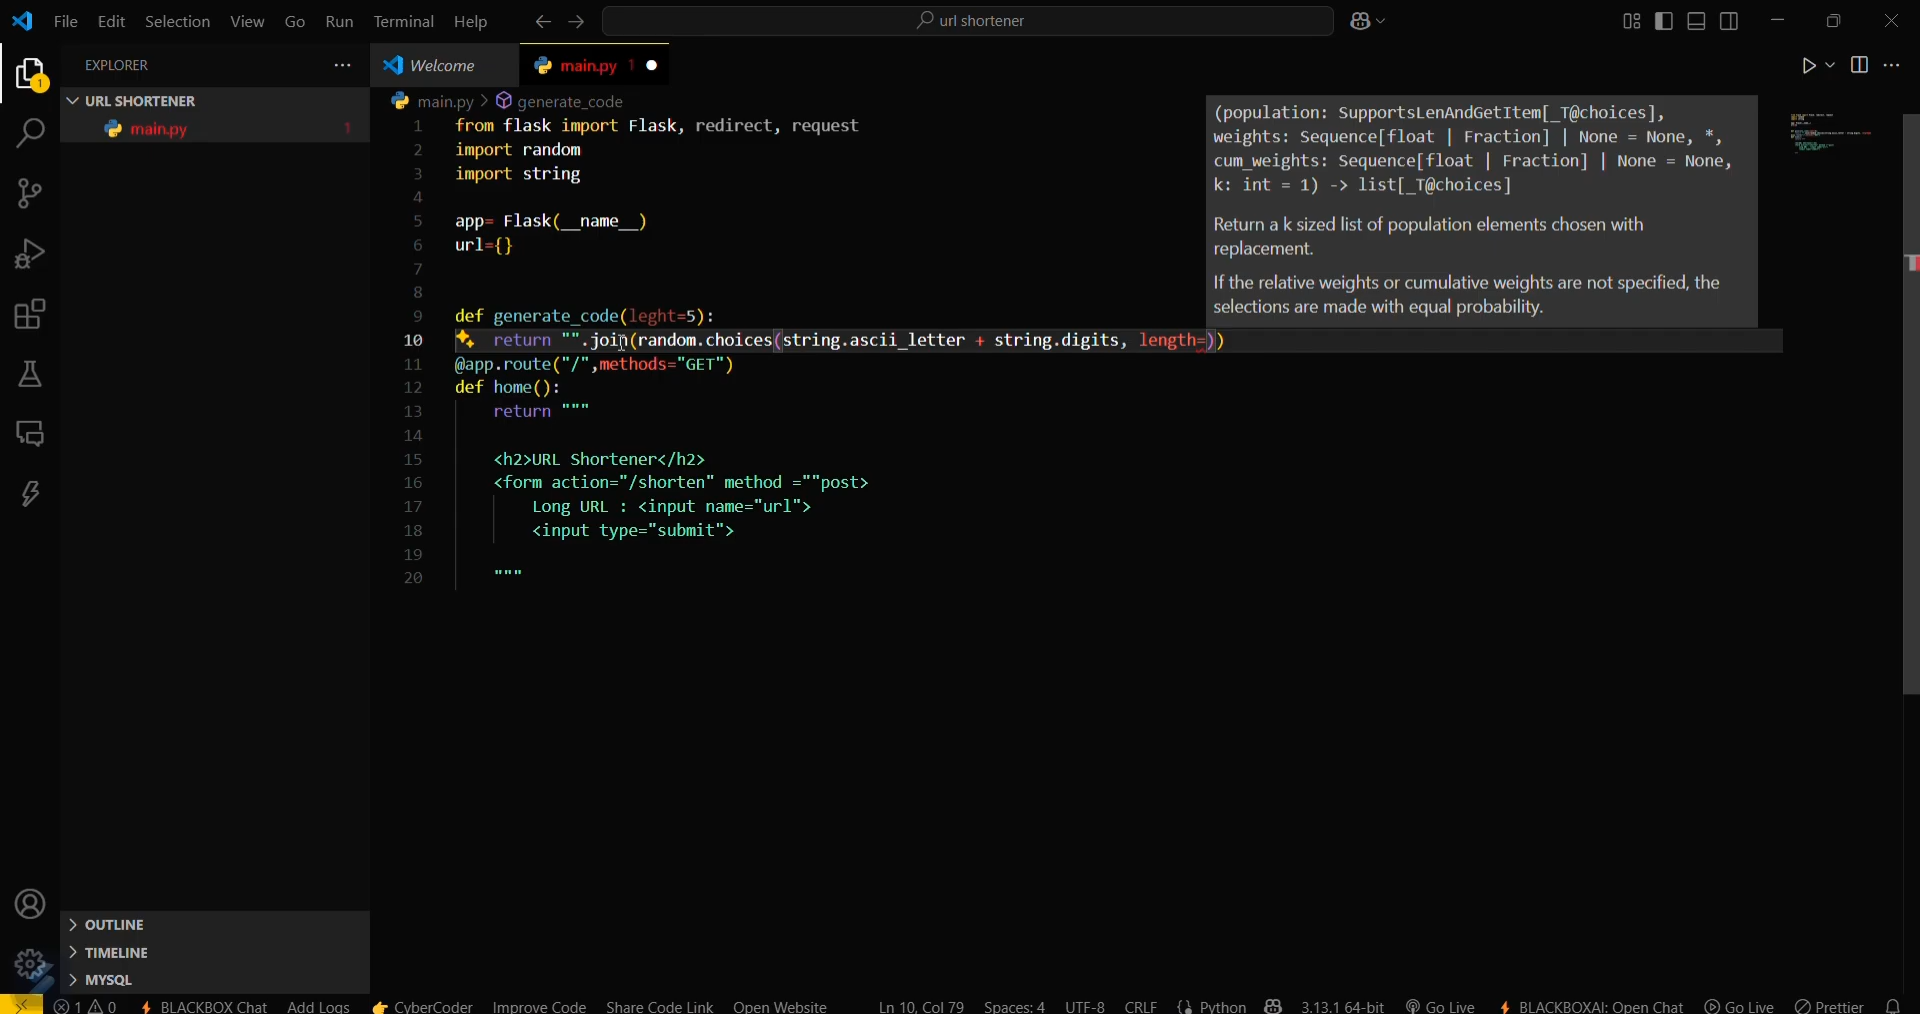 File Edit Selection View Go Run Terminal Help
url shortener
EXPLORER
Welcome
main.py 1
1
URL SHORTENER
main.py 1
main.py > generate_code
1 from flask import Flask, redirect, request
2 import random
3 import string
4
5 app= Flask(__name__)
6 url={}
7
8
9 def generate_code(leght=5):
10 return "".join(random.choices(string.ascii_letter + string.digits, length=))
11 @app.route("/",methods="GET")
12 def home():
13 return """
14
15 <h2>URL Shortener</h2>
16 <form action="/shorten" method =""post>
17 Long URL : <input name="url">
18 <input type="submit">
19
20 """
(population: SupportsLenAndGetItem[_T@choices],
weights: Sequence[float | Fraction] | None = None, *,
cum_weights: Sequence[float | Fraction] | None = None,
k: int = 1) -> list[_T@choices]
Return a k sized list of population elements chosen with
replacement.
If the relative weights or cumulative weights are not specified, the
selections are made with equal probability.
OUTLINE
TIMELINE
MYSQL
1 0 BLACKBOX Chat Add Logs CyberCoder Improve Code Share Code Link Open Website Ln 10, Col 79 Spaces: 4 UTF-8 CRLF {} Python 3.13.1 64-bit Go Live BLACKBOXAI: Open Chat Go Live Prettier